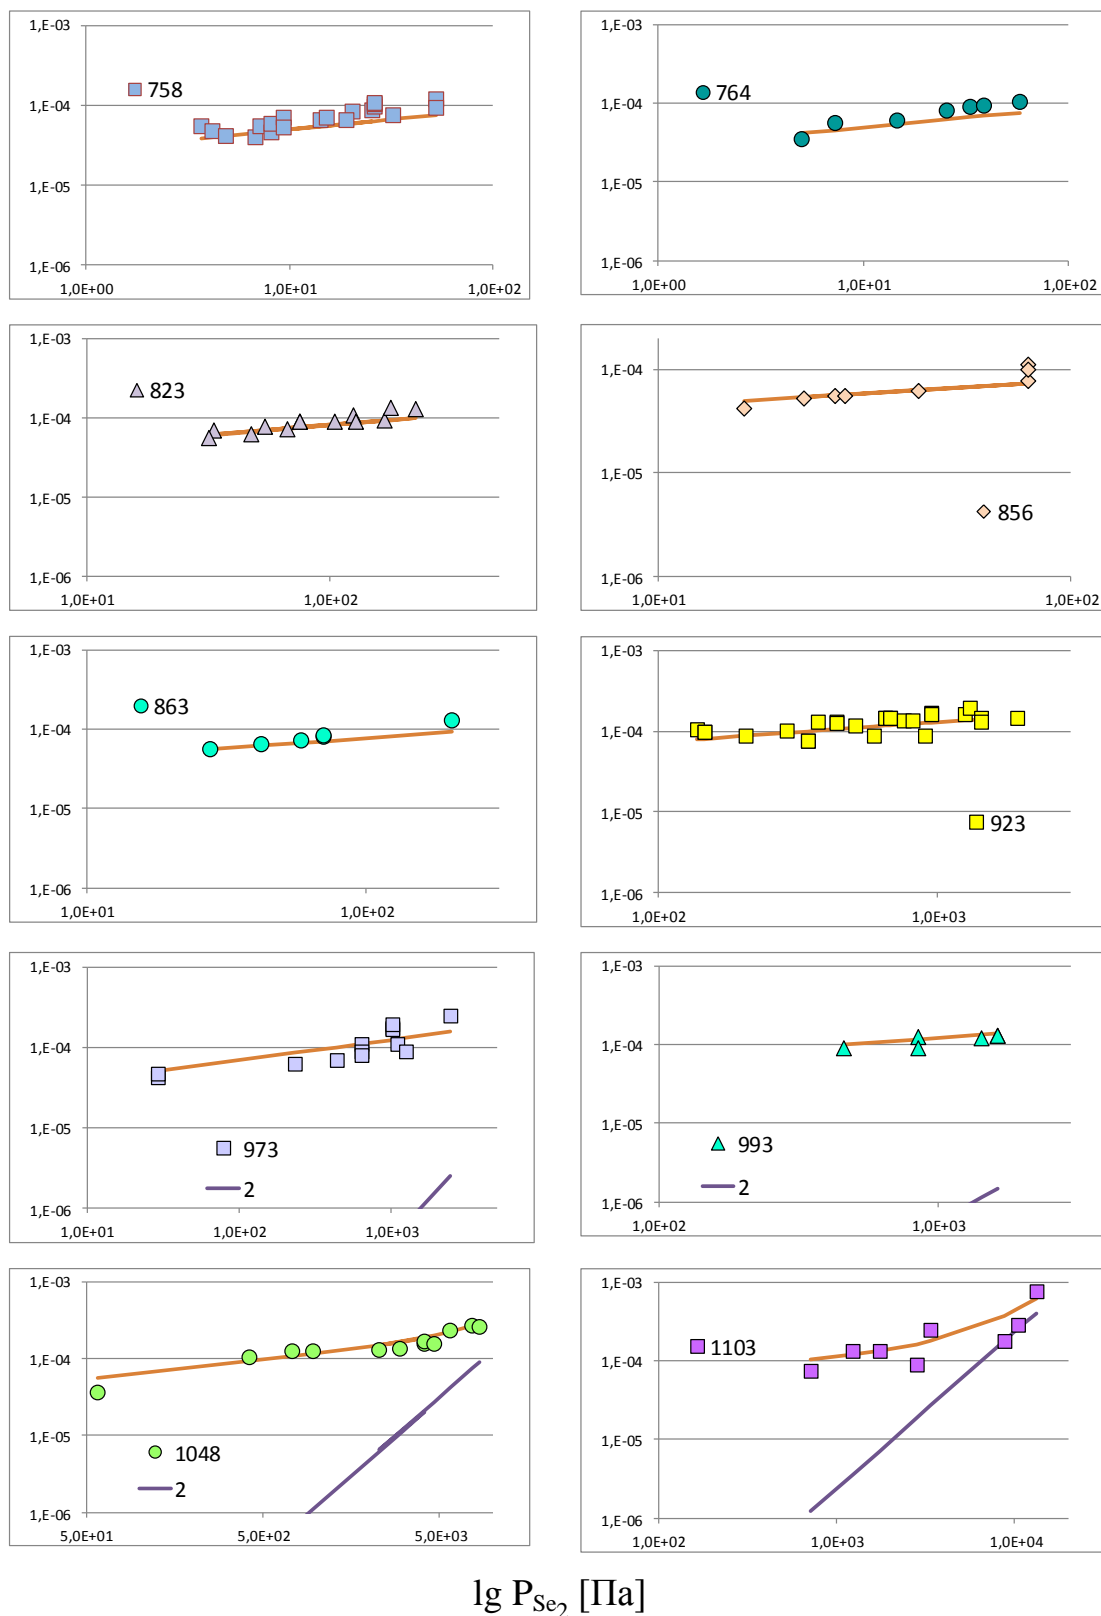 1,E-03
1,E-04
1,E-05
1,E-06
1,0E+00 1,0E+01 1,0E+02
758
1,E-03
1,E-04
1,E-05
1,E-06
1,0E+00 1,0E+01 1,0E+02
764
1,E-03
1,E-04
1,E-05
1,E-06
1,0E+01 1,0E+02
823
1,E-04
1,E-05
1,E-06
1,0E+01 1,0E+02
856
1,E-03
1,E-04
1,E-05
1,E-06
1,0E+01 1,0E+02
863
1,E-03
1,E-04
1,E-05
1,E-06
1,0E+02 1,0E+03
923
1,E-03
1,E-04
1,E-05
1,E-06
1,0E+01 1,0E+02 1,0E+03
973
2
1,E-03
1,E-04
1,E-05
1,E-06
1,0E+02 1,0E+03
993
2
1,E-03
1,E-04
1,E-05
1,E-06
5,0E+01 5,0E+02 5,0E+03
1048
2
1,E-03
1,E-04
1,E-05
1,E-06
1,0E+02 1,0E+03 1,0E+04
1103
lg P_Se₂ [Па]